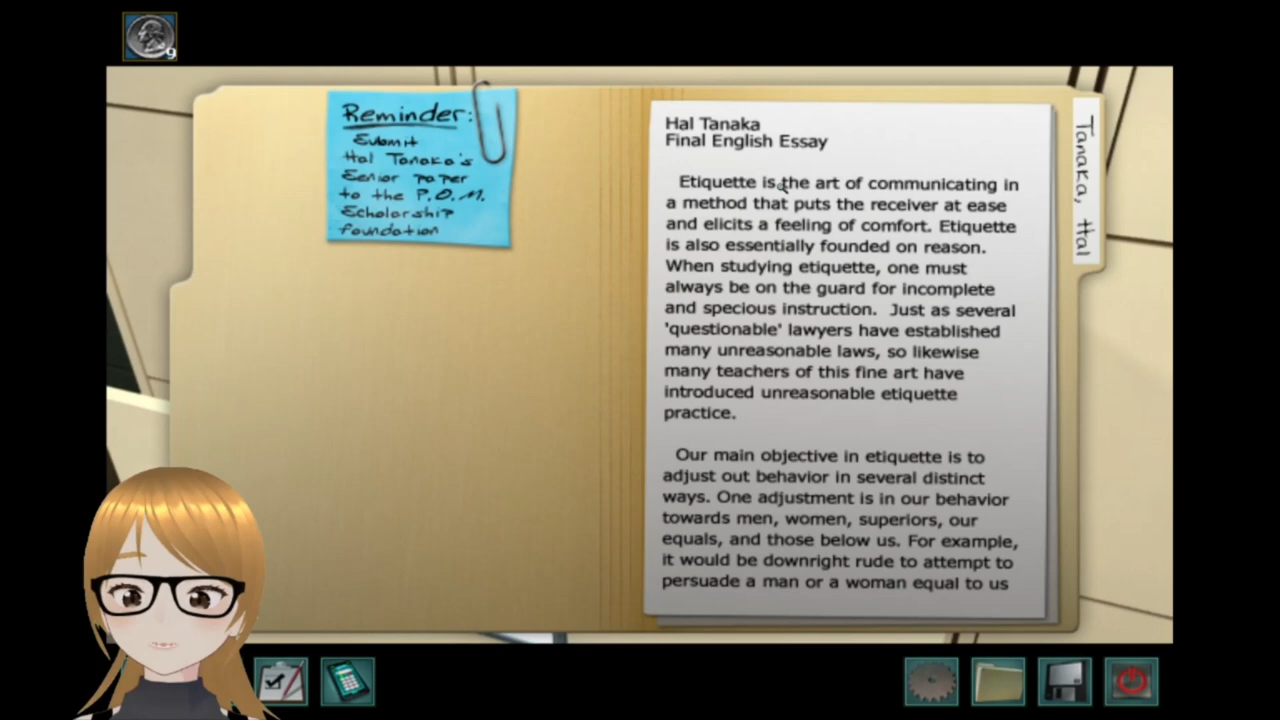 9
Reminder:
Submit
Hal Tanaka's
Senior paper
to the P.O.M.
Scholarship
foundation
Hal Tanaka
Final English Essay
Etiquette is the art of communicating in
a method that puts the receiver at ease
and elicits a feeling of comfort. Etiquette
is also essentially founded on reason.
When studying etiquette, one must
always be on the guard for incomplete
and specious instruction. Just as several
'questionable' lawyers have established
many unreasonable laws, so likewise
many teachers of this fine art have
introduced unreasonable etiquette
practice.
Our main objective in etiquette is to
adjust out behavior in several distinct
ways. One adjustment is in our behavior
towards men, women, superiors, our
equals, and those below us. For example,
it would be downright rude to attempt to
persuade a man or a woman equal to us
Tanaka, Hal